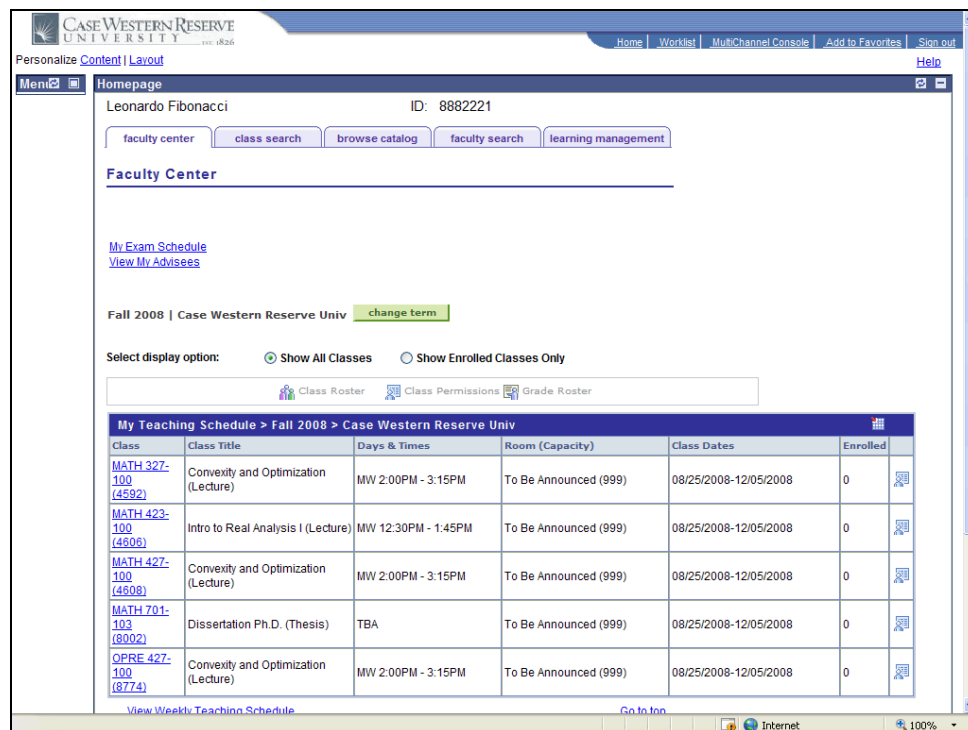 CASE WESTERN RESERVE
UNIVERSITY EST. 1826
Home | Worklist | MultiChannel Console | Add to Favorites | Sign out
Personalize Content | Layout
Help
Menu
Homepage
Leonardo Fibonacci ID: 8882221
faculty center class search browse catalog faculty search learning management
Faculty Center
My Exam Schedule
View My Advisees
Fall 2008 | Case Western Reserve Univ change term
Select display option: Show All Classes Show Enrolled Classes Only
Class Roster Class Permissions Grade Roster
My Teaching Schedule > Fall 2008 > Case Western Reserve Univ
Class Class Title Days & Times Room (Capacity) Class Dates Enrolled
MATH 327-
100
(4592)
Convexity and Optimization
(Lecture)
MW 2:00PM - 3:15PM To Be Announced (999) 08/25/2008-12/05/2008 0
MATH 423-
100
(4606)
Intro to Real Analysis I (Lecture) MW 12:30PM - 1:45PM To Be Announced (999) 08/25/2008-12/05/2008 0
MATH 427-
100
(4608)
Convexity and Optimization
(Lecture)
MW 2:00PM - 3:15PM To Be Announced (999) 08/25/2008-12/05/2008 0
MATH 701-
103
(8002)
Dissertation Ph.D. (Thesis) TBA To Be Announced (999) 08/25/2008-12/05/2008 0
OPRE 427-
100
(8774)
Convexity and Optimization
(Lecture)
MW 2:00PM - 3:15PM To Be Announced (999) 08/25/2008-12/05/2008 0
View Weekly Teaching Schedule Go to top
Internet 100%